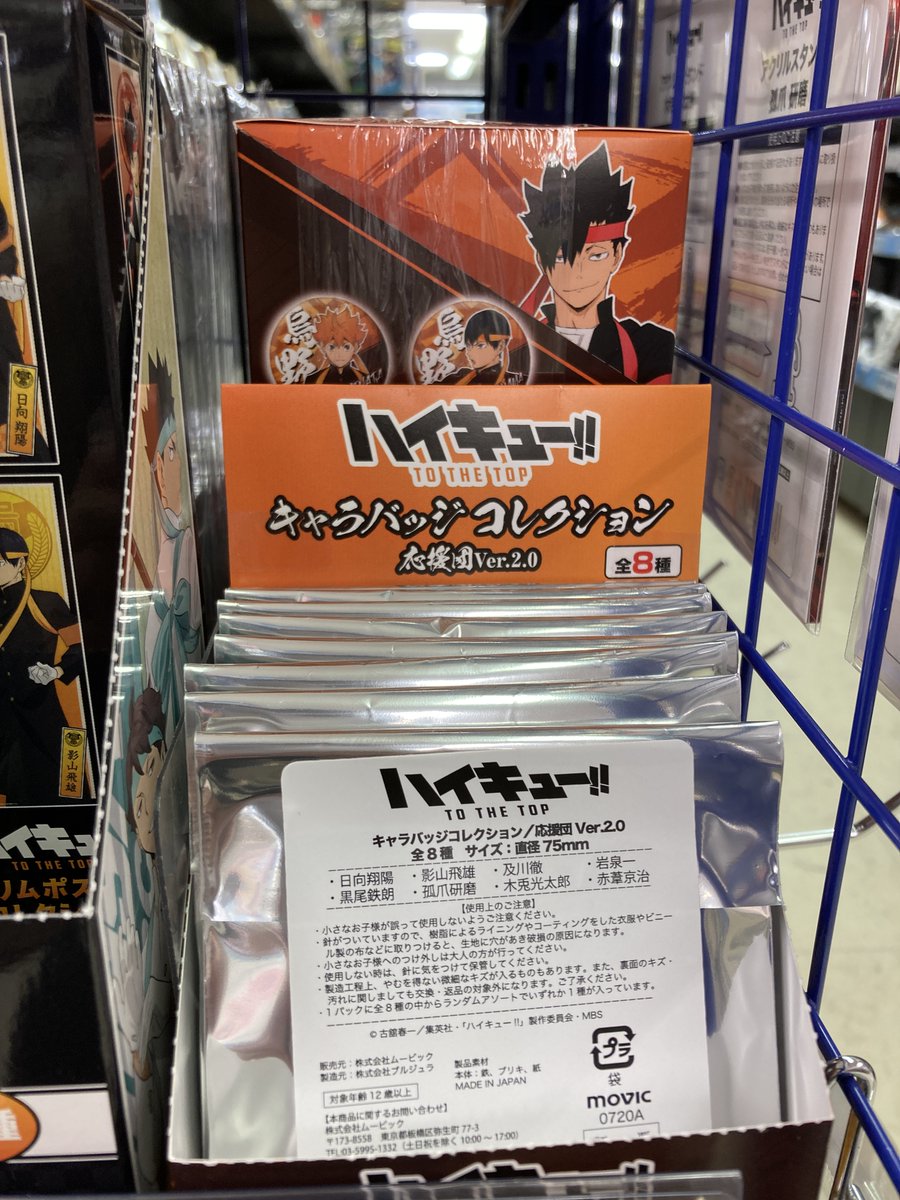 日向 翔陽
影山飛雄
TO THE TOP
アクリルスタン
孤爪 研磨
烏野
烏野
ハイキュー!!
TO THE TOP
キャラバッジコレクション
応援団Ver.2.0
全8種
ハイキュー!!
TO THE TOP
キャラバッジコレクション／応援団 Ver.2.0
全8種 サイズ：直径75mm
・日向翔陽 ・影山飛雄 ・及川徹 ・岩泉一
・黒尾鉄朗 ・孤爪研磨 ・木兎光太郎 ・赤葦京治
【使用上のご注意】
・小さなお子様が誤って使用しないようご注意ください。
・針がついていますので、樹脂によるライニングやコーティングをした衣服やビニー
ル製の布などに取りつけると、生地に穴があき破損の原因になります。
・小さなお子様へのつけ外しは大人の方が行ってください。
・使用しない時は、針に気をつけて保管してください。
・製造工程上、やむを得ない微細なキズが入るものもあります。また、裏面のキズ・
汚れに関しましても交換・返品の対象外になります。ご了承ください。
・1パックに全8種の中からランダムアソートでいずれか1種が入っています。
© 古舘春一／集英社・「ハイキュー!!」製作委員会・MBS
販売元：株式会社ムービック
製造元：株式会社ブルジュラ
製品素材
本体：鉄、ブリキ、紙
MADE IN JAPAN
対象年齢12歳以上
【本商品に関するお問い合わせ】
株式会社ムービック
〒173-8558 東京都板橋区弥生町77-3
TEL.03-5995-1332（土日祝を除く10:00～17:00）
プラ
袋
movic
0720A